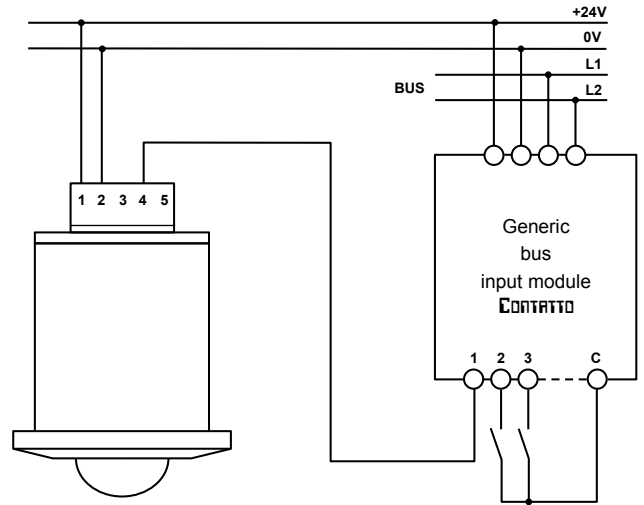 +24V
0V
L1
BUS L2
1 2 3 4 5
Generic
bus
input module
CONTATTO
1 2 3 C